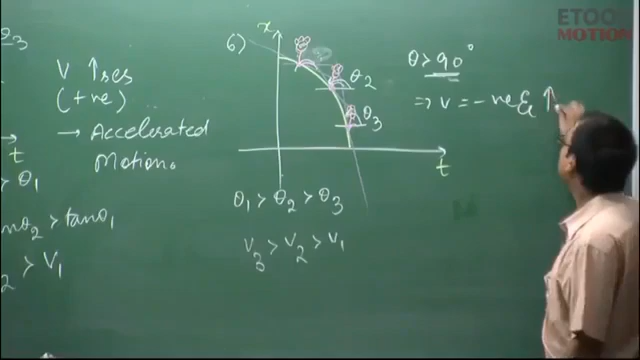 ETOOS
MOTION
θ3
V ↑ses
(+ve)
→ Accelerated
Motion.
t
> θ1
tanθ2 > tanθ1
2 > V1
6)
x
θ2
θ3
t
θ1 > θ2 > θ3
V3 > V2 > V1
θ > 90°
⇒ v = -ve & ↑